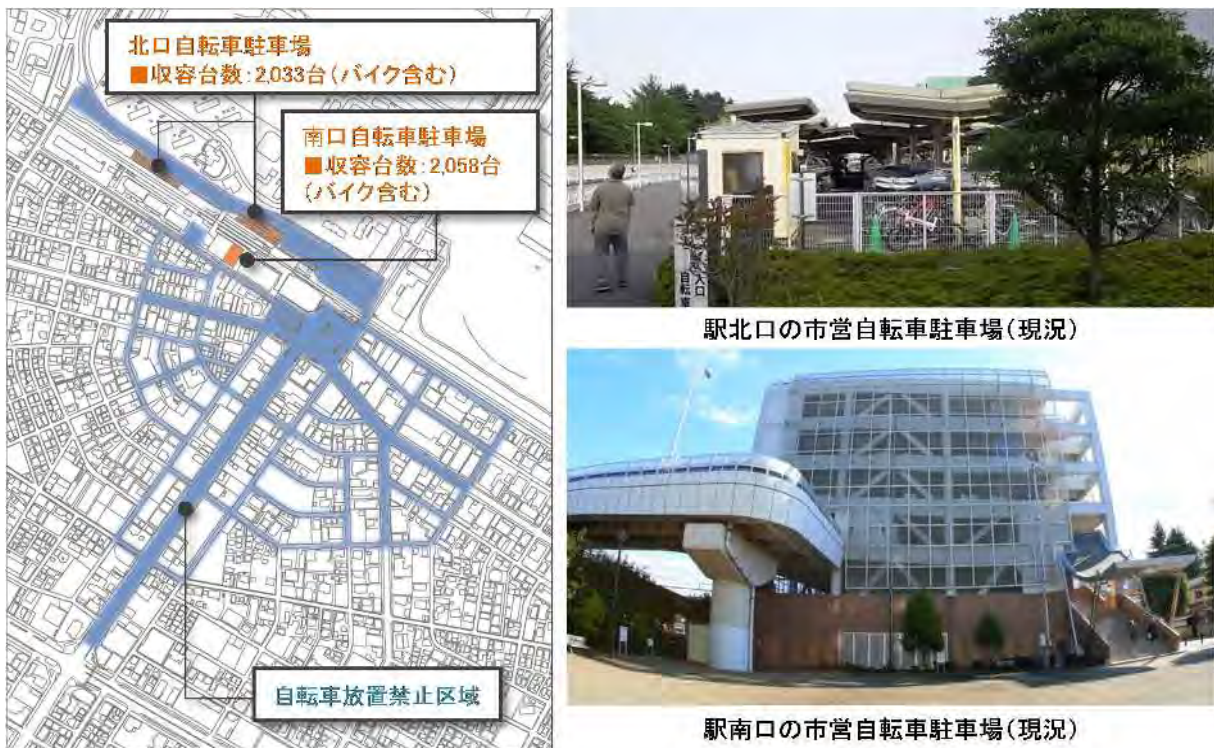 北口自転車駐車場
■収容台数:2,033台(バイク含む)
南口自転車駐車場
■収容台数:2,058台
(バイク含む)
自転車放置禁止区域
駅北口の市営自転車駐車場(現況)
駅南口の市営自転車駐車場(現況)